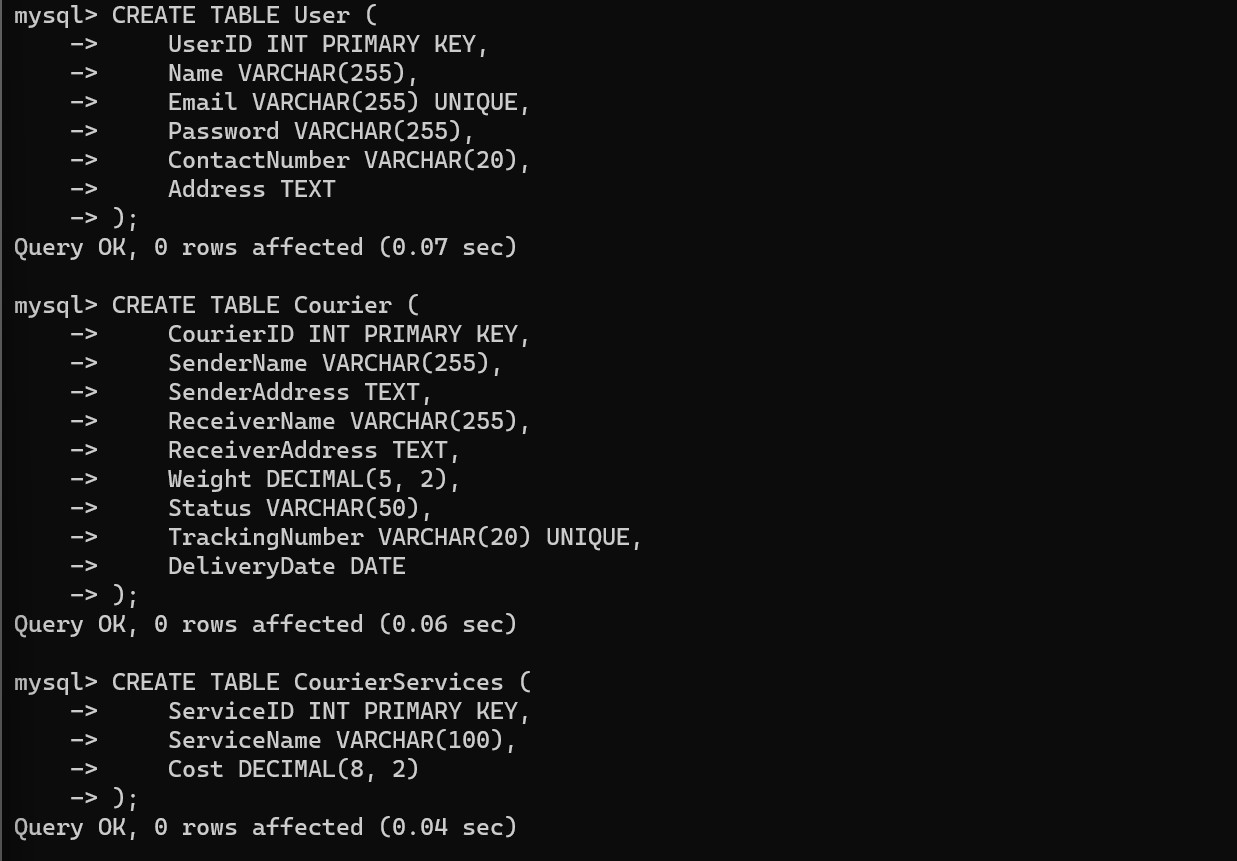 mysql> CREATE TABLE User (
    ->     UserID INT PRIMARY KEY,
    ->     Name VARCHAR(255),
    ->     Email VARCHAR(255) UNIQUE,
    ->     Password VARCHAR(255),
    ->     ContactNumber VARCHAR(20),
    ->     Address TEXT
    -> );
Query OK, 0 rows affected (0.07 sec)

mysql> CREATE TABLE Courier (
    ->     CourierID INT PRIMARY KEY,
    ->     SenderName VARCHAR(255),
    ->     SenderAddress TEXT,
    ->     ReceiverName VARCHAR(255),
    ->     ReceiverAddress TEXT,
    ->     Weight DECIMAL(5, 2),
    ->     Status VARCHAR(50),
    ->     TrackingNumber VARCHAR(20) UNIQUE,
    ->     DeliveryDate DATE
    -> );
Query OK, 0 rows affected (0.06 sec)

mysql> CREATE TABLE CourierServices (
    ->     ServiceID INT PRIMARY KEY,
    ->     ServiceName VARCHAR(100),
    ->     Cost DECIMAL(8, 2)
    -> );
Query OK, 0 rows affected (0.04 sec)